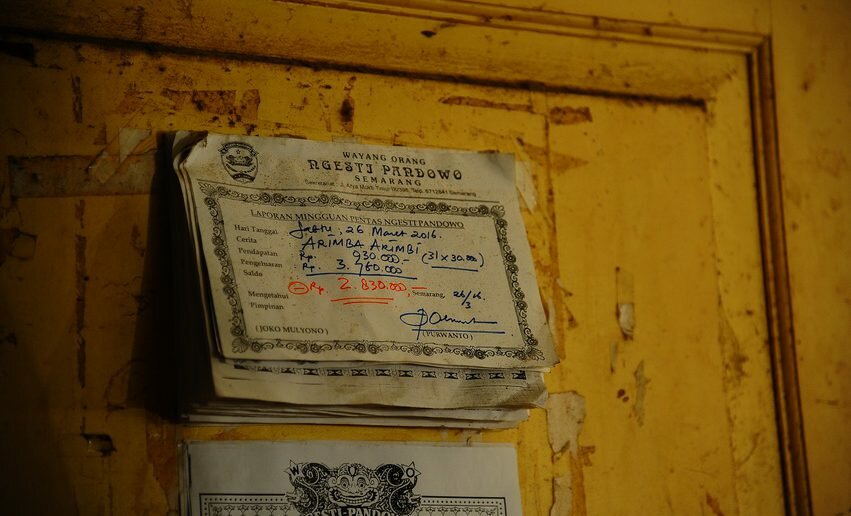 WAYANG ORANG
NGESTI PANDOWO
SEMARANG
LAPORAN MINGGUAN PENTAS NGESTI PANDOWO
Hari Tanggal Sabtu, 26 Maret 2016.
Cerita ARIMBA ARIMBI
Pendapatan Rp. 930.000.- (31 x 30.000)
Pengeluaran Rp. 3.760.000
Saldo
⊖ Rp. 2.830.000,-
Semarang, 26/3 16.
Mengetahui
Pimpinan
(JOKO MULYONO) (PURWANTO)
NGESTI-PANDOWO